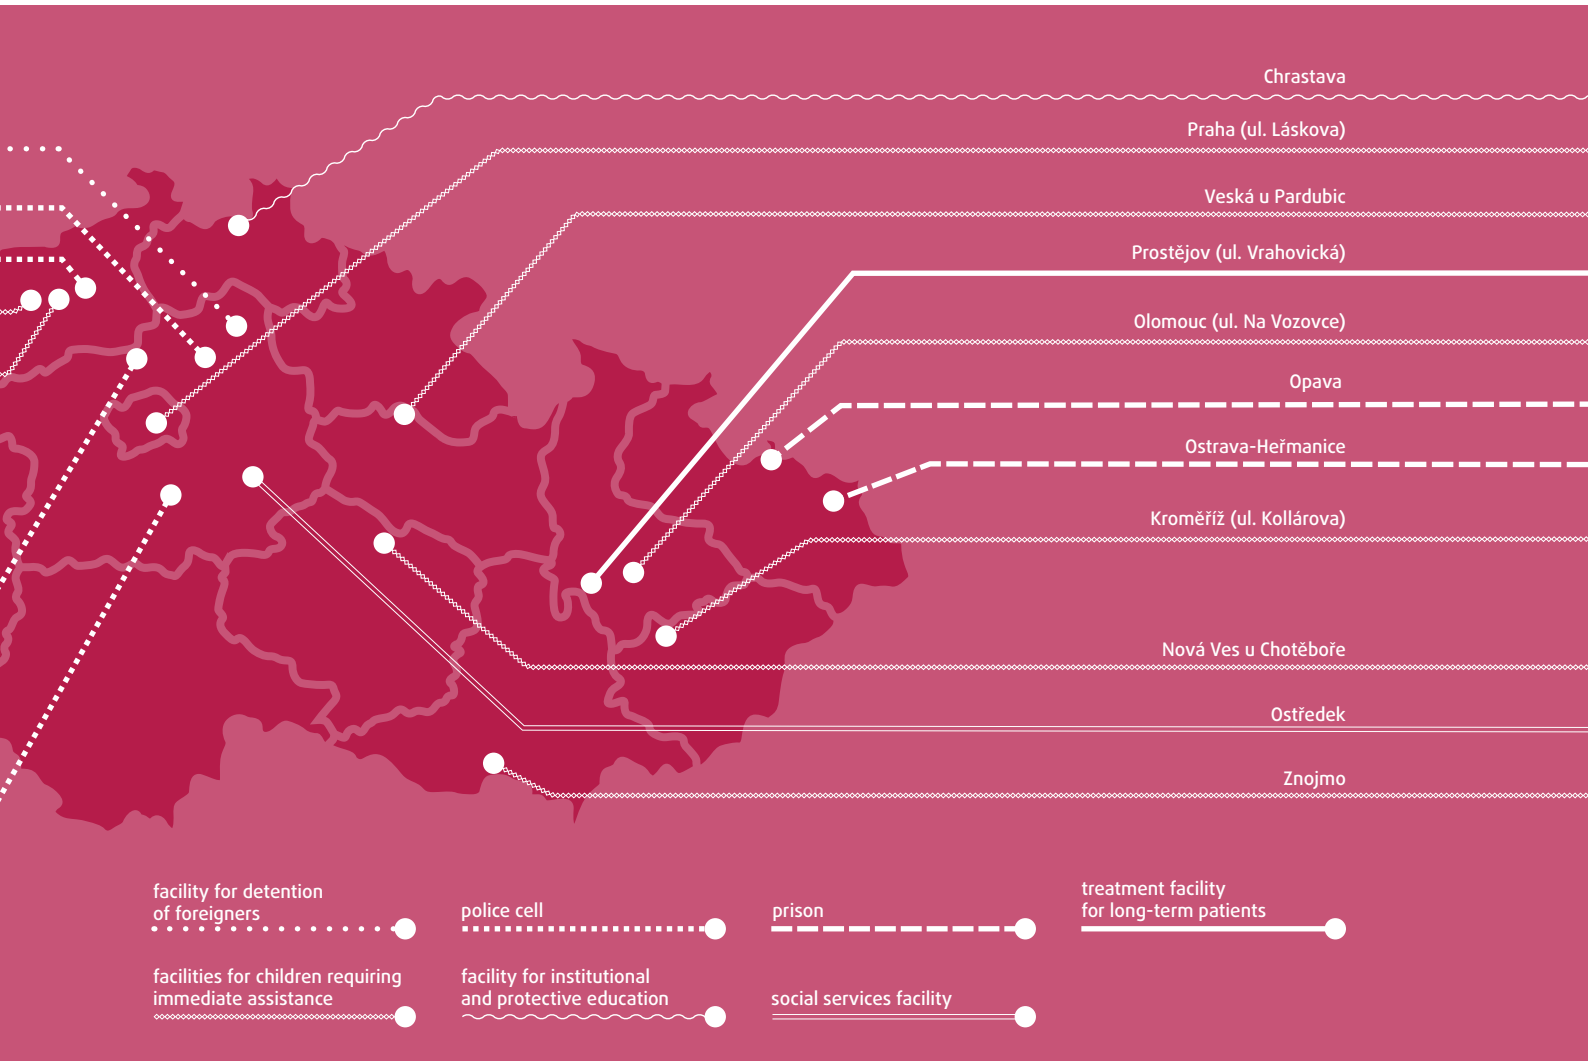 Chrastava
Praha (ul. Láskova)
Veská u Pardubic
Prostějov (ul. Vrahovická)
Olomouc (ul. Na Vozovce)
Opava
Ostrava-Heřmanice
Kroměříž (ul. Kollárova)
Nová Ves u Chotěboře
Ostředek
Znojmo
facility for detention
of foreigners
police cell
prison
treatment facility
for long-term patients
facilities for children requiring
immediate assistance
facility for institutional
and protective education
social services facility